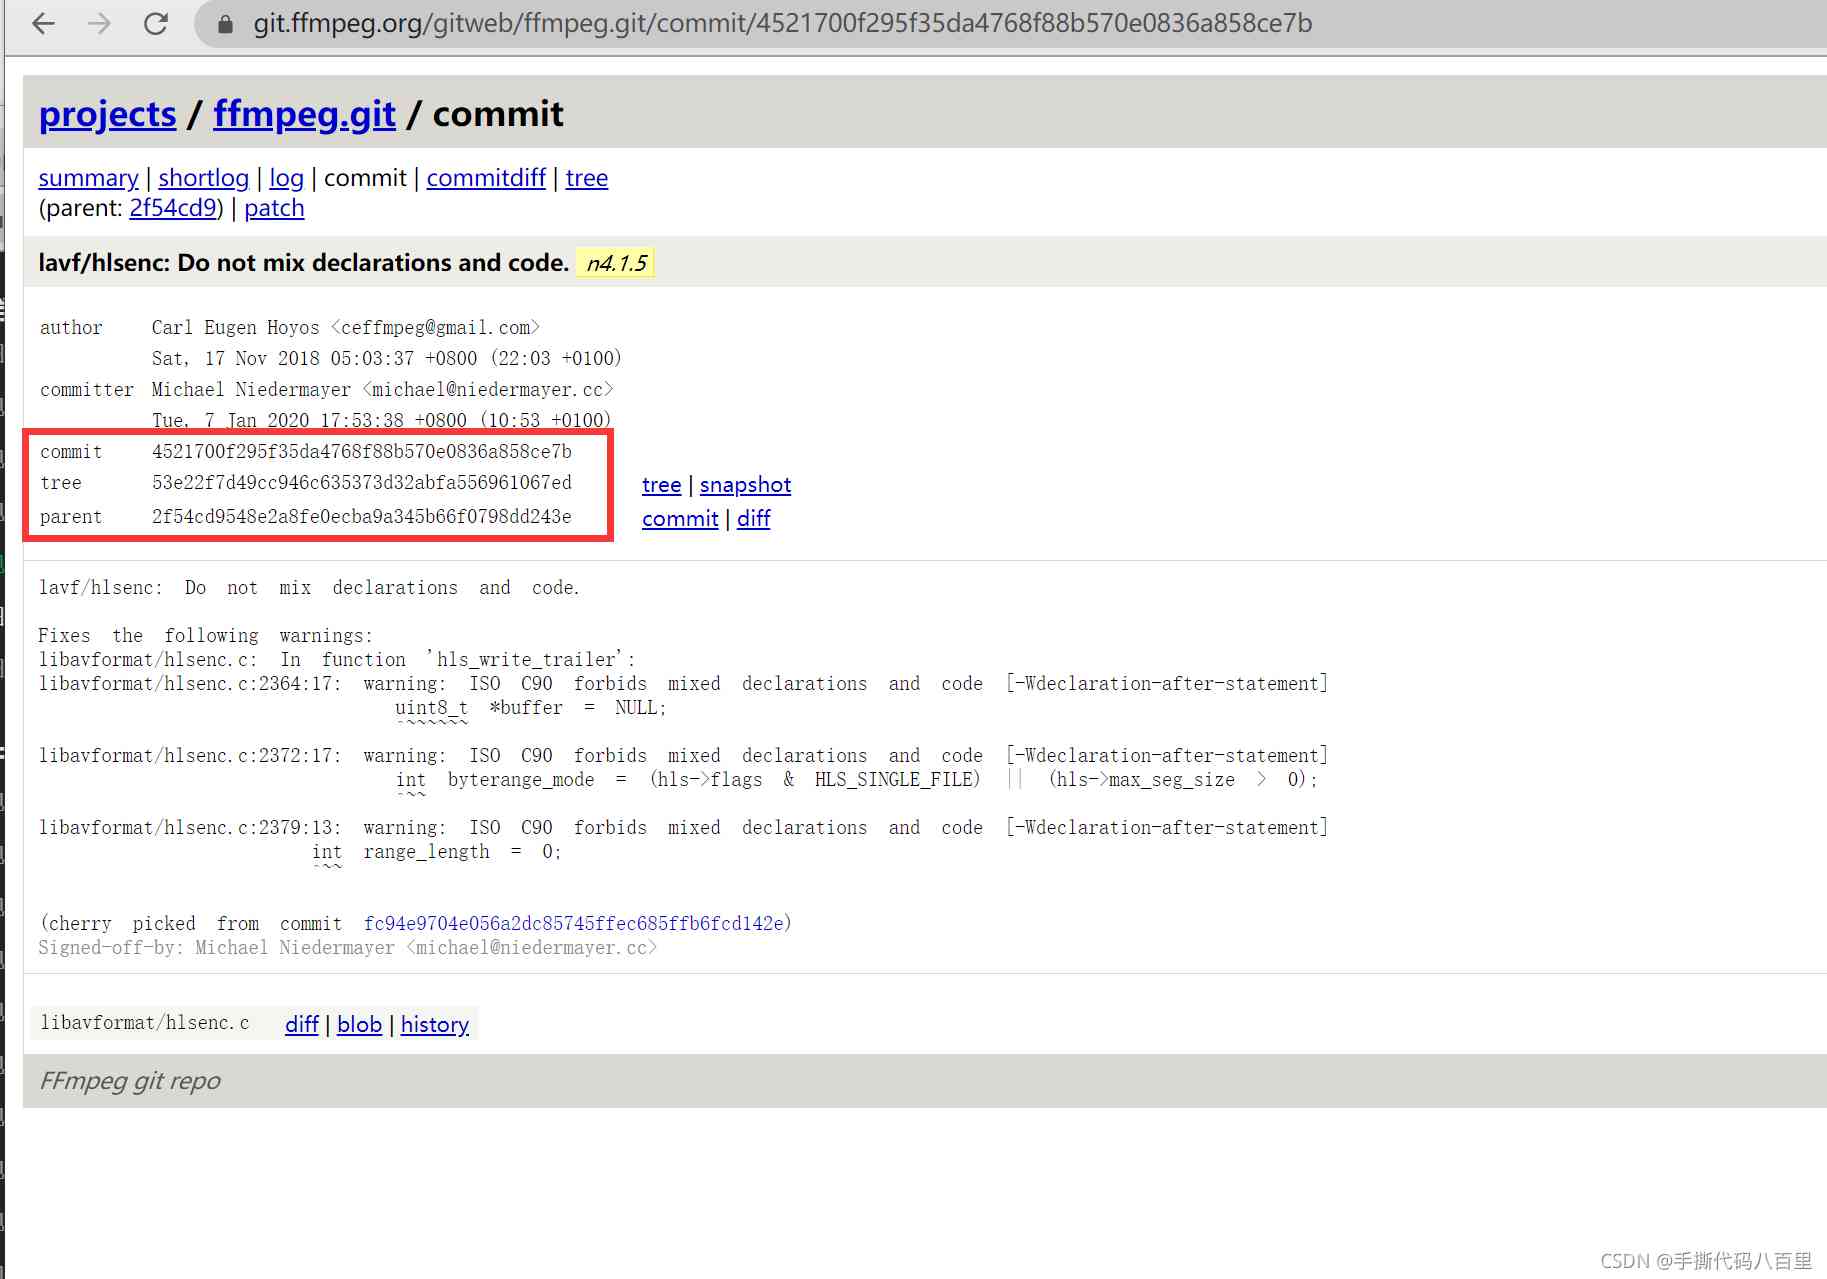 git.ffmpeg.org/gitweb/ffmpeg.git/commit/4521700f295f35da4768f88b570e0836a858ce7b
projects / ffmpeg.git / commit
summary | shortlog | log | commit | commitdiff | tree
(parent: 2f54cd9) | patch
lavf/hlsenc: Do not mix declarations and code. n4.1.5
author Carl Eugen Hoyos <ceffmpeg@gmail.com>
Sat, 17 Nov 2018 05:03:37 +0800 (22:03 +0100)
committer Michael Niedermayer <michael@niedermayer.cc>
Tue, 7 Jan 2020 17:53:38 +0800 (10:53 +0100)
commit 4521700f295f35da4768f88b570e0836a858ce7b
tree 53e22f7d49cc946c635373d32abfa556961067ed tree | snapshot
parent 2f54cd9548e2a8fe0ecba9a345b66f0798dd243e commit | diff
lavf/hlsenc: Do not mix declarations and code.
Fixes the following warnings:
libavformat/hlsenc.c: In function 'hls_write_trailer':
libavformat/hlsenc.c:2364:17: warning: ISO C90 forbids mixed declarations and code [-Wdeclaration-after-statement]
uint8_t *buffer = NULL;
^~~~~~~
libavformat/hlsenc.c:2372:17: warning: ISO C90 forbids mixed declarations and code [-Wdeclaration-after-statement]
int byterange_mode = (hls->flags & HLS_SINGLE_FILE) || (hls->max_seg_size > 0);
^~~
libavformat/hlsenc.c:2379:13: warning: ISO C90 forbids mixed declarations and code [-Wdeclaration-after-statement]
int range_length = 0;
^~~
(cherry picked from commit fc94e9704e056a2dc85745ffec685ffb6fcd142e)
Signed-off-by: Michael Niedermayer <michael@niedermayer.cc>
libavformat/hlsenc.c diff | blob | history
FFmpeg git repo
CSDN @手撕代码八百里